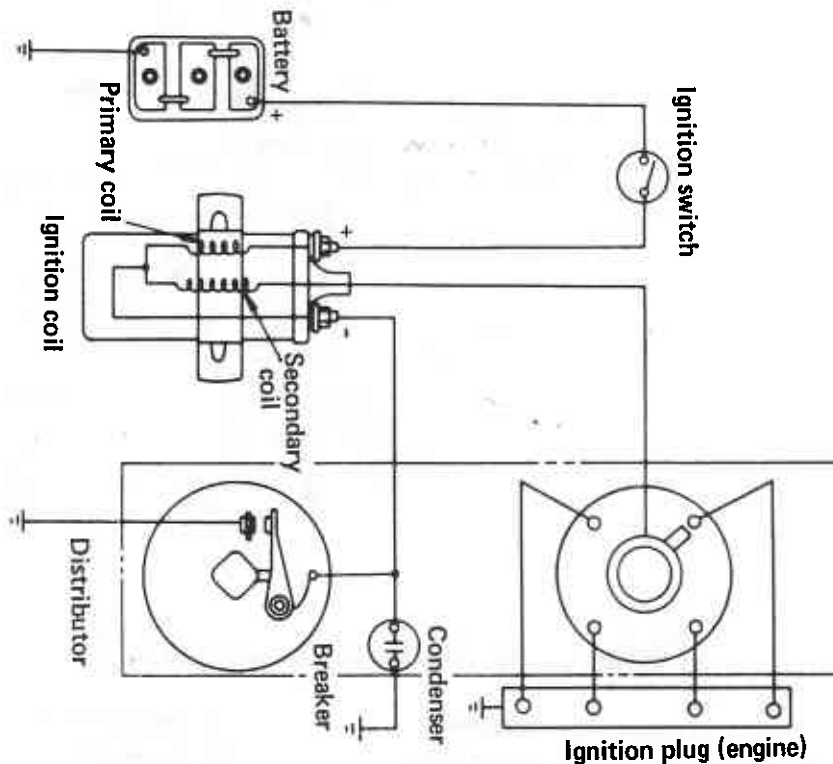 Battery
+
Primary coil
Ignition switch
Ignition coil
+
-
Secondary
coil
Distributor
Breaker
Condenser
Ignition plug (engine)